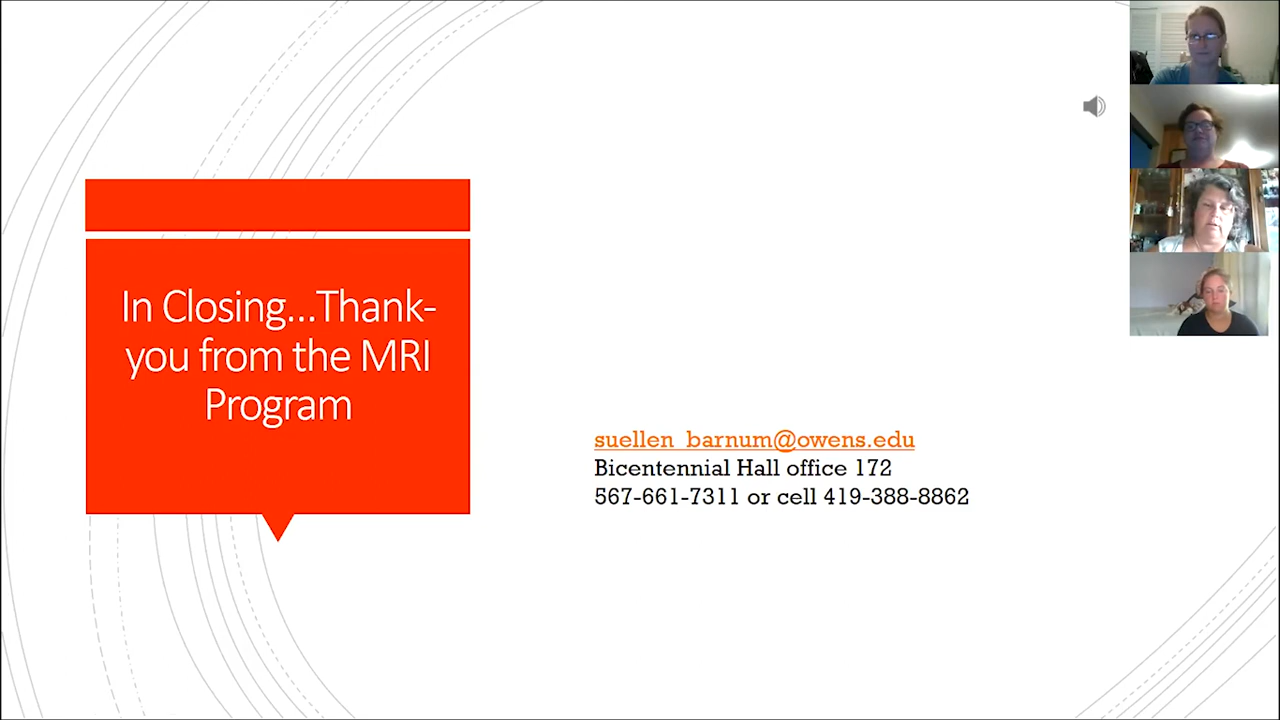 In Closing...Thank-
you from the MRI
Program
suellen_barnum@owens.edu
Bicentennial Hall office 172
567-661-7311 or cell 419-388-8862